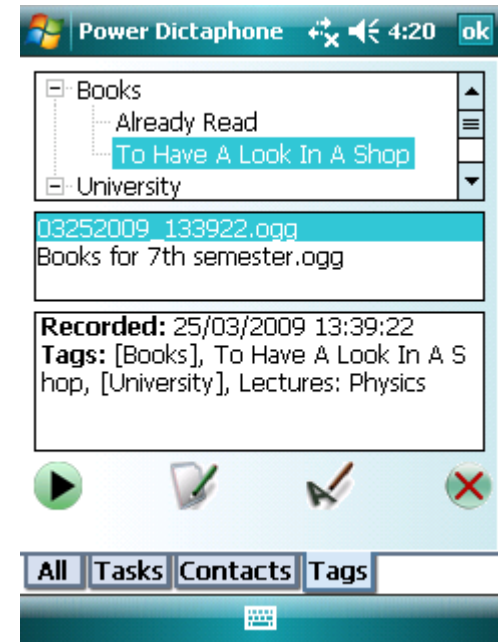 Power Dictaphone 4:20 ok
Books
Already Read
To Have A Look In A Shop
University
03252009_133922.ogg
Books for 7th semester.ogg
Recorded: 25/03/2009 13:39:22
Tags: [Books], To Have A Look In A S
hop, [University], Lectures: Physics
All Tasks Contacts Tags